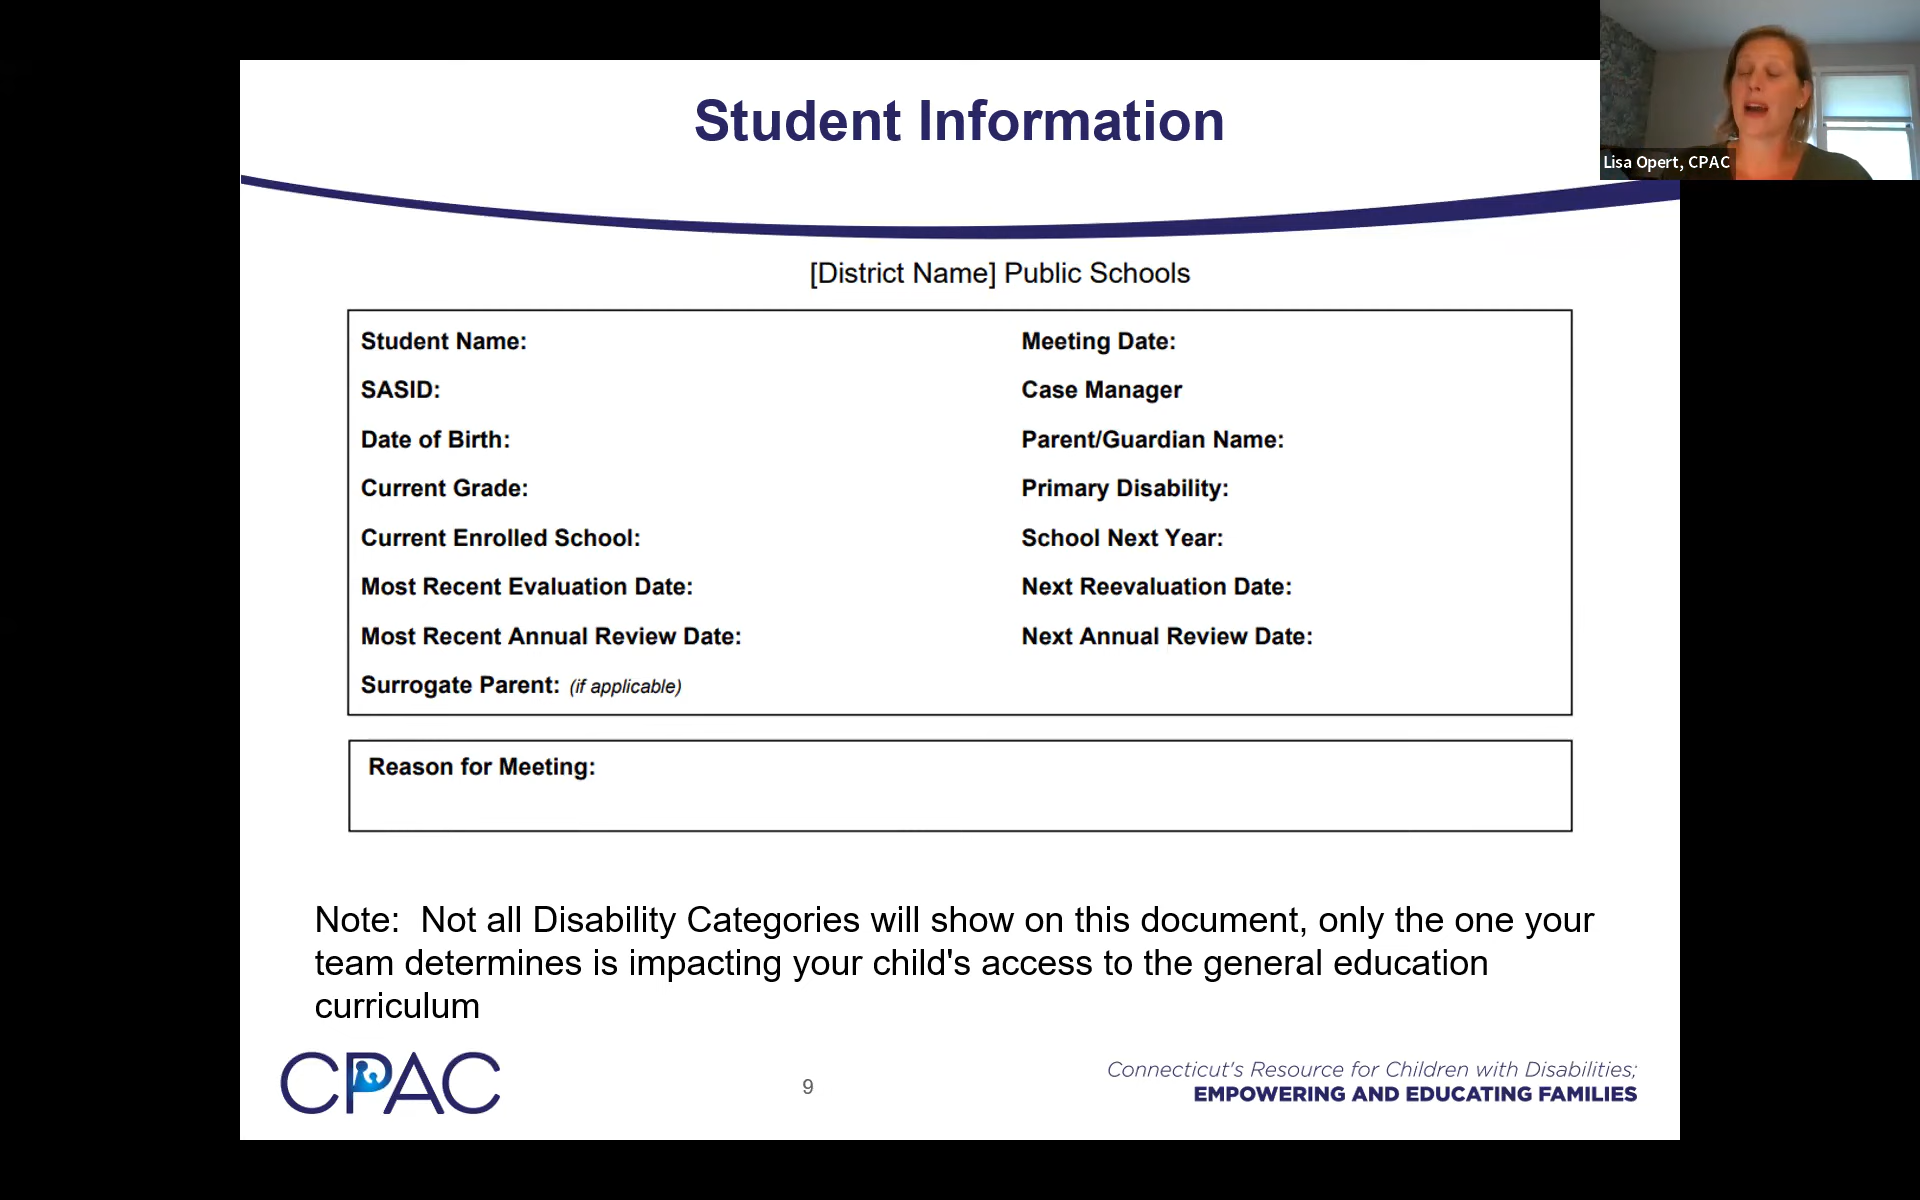 Student Information
Lisa Opert, CPAC
[District Name] Public Schools
Student Name:
Meeting Date:
SASID:
Case Manager
Date of Birth:
Parent/Guardian Name:
Current Grade:
Primary Disability:
Current Enrolled School:
School Next Year:
Most Recent Evaluation Date:
Next Reevaluation Date:
Most Recent Annual Review Date:
Next Annual Review Date:
Surrogate Parent: (if applicable)
Reason for Meeting:
Note:  Not all Disability Categories will show on this document, only the one your
team determines is impacting your child's access to the general education
curriculum
CPAC
9
Connecticut's Resource for Children with Disabilities;
EMPOWERING AND EDUCATING FAMILIES